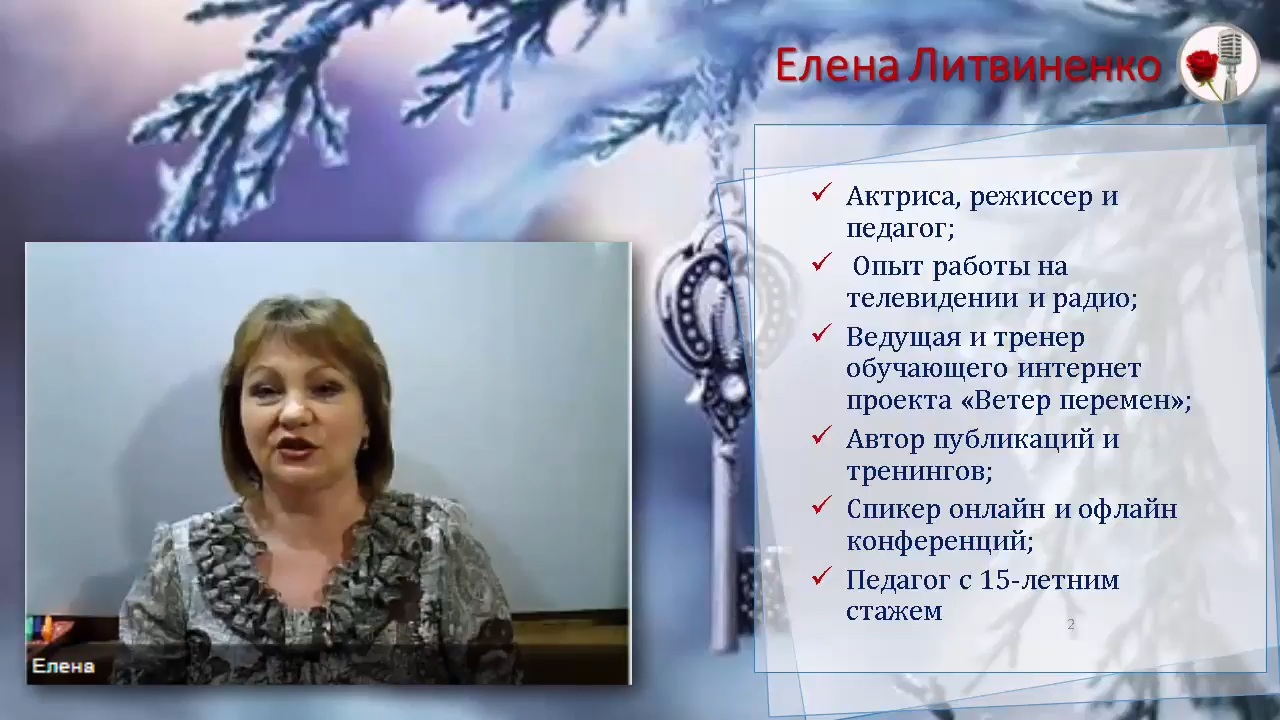 Елена Литвиненко
Актриса, режиссер и
педагог;
Опыт работы на
телевидении и радио;
Ведущая и тренер
обучающего интернет
проекта «Ветер перемен»;
Автор публикаций и
тренингов;
Спикер онлайн и офлайн
конференций;
Педагог с 15-летним
стажем
2
Елена